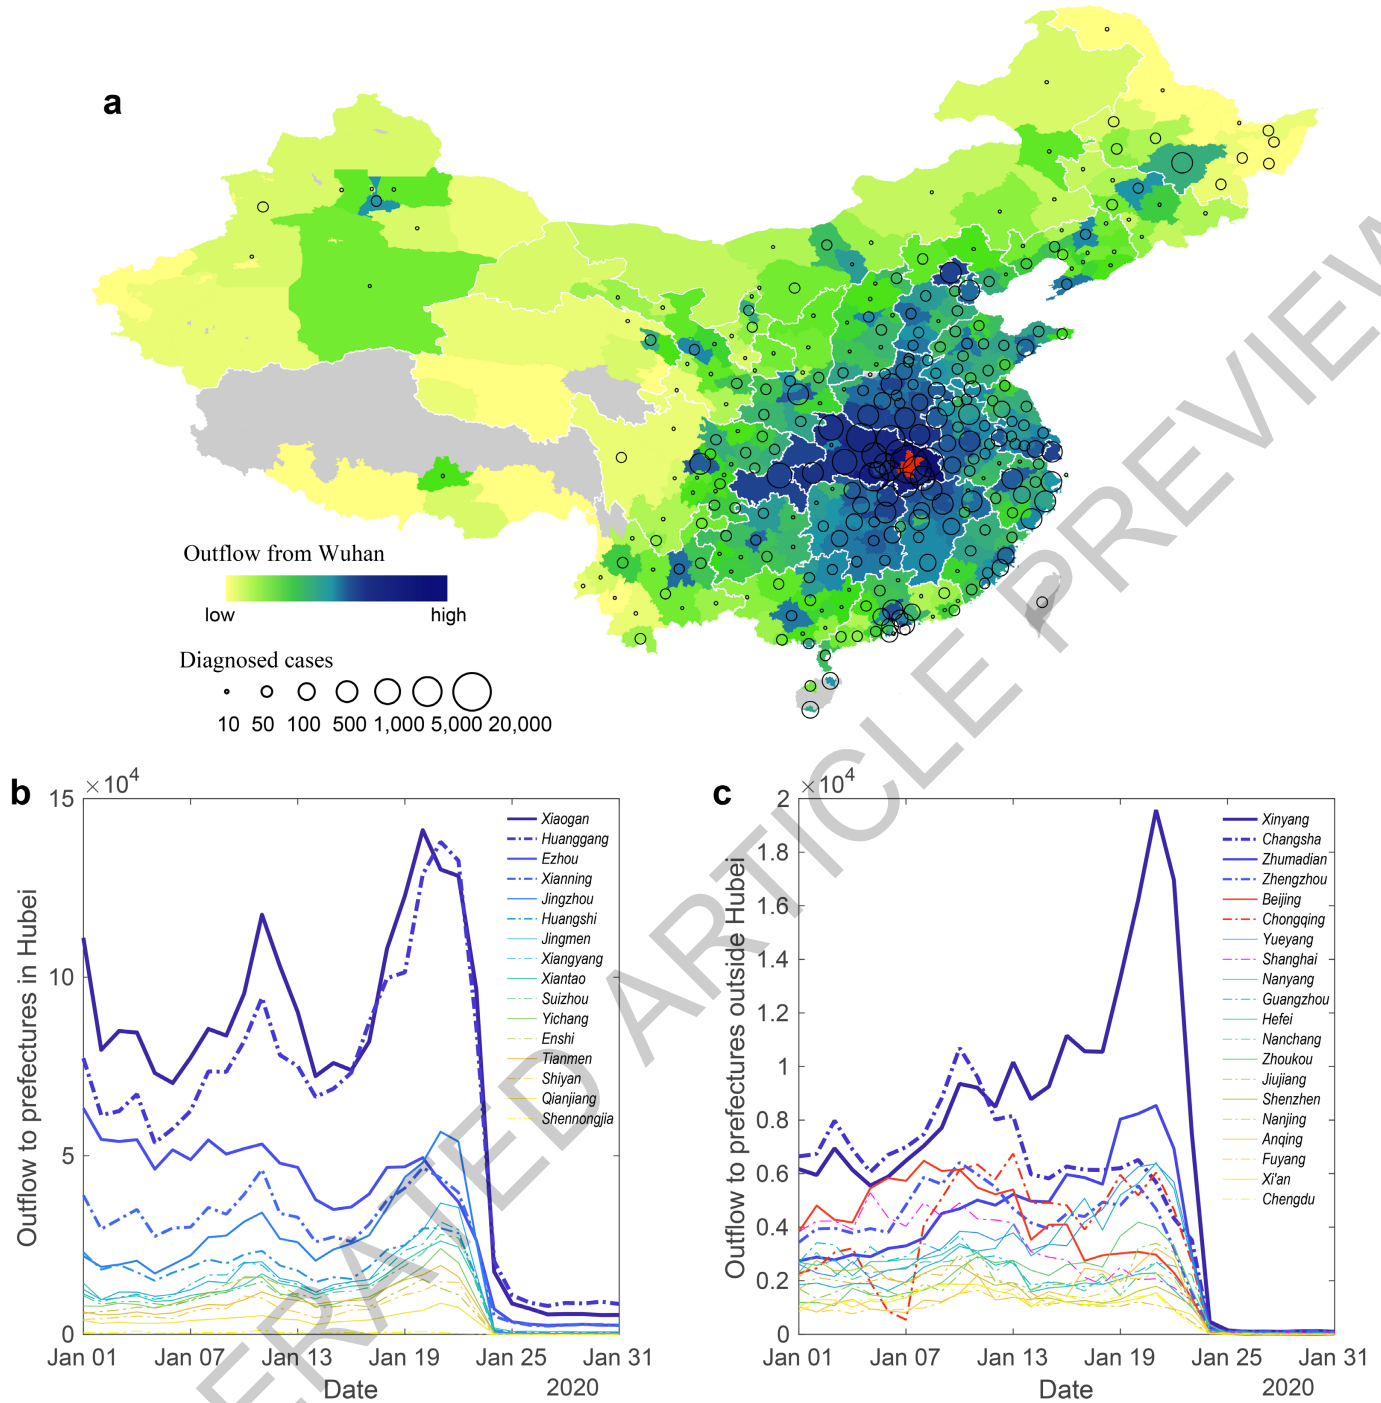 a
Outflow from Wuhan
low high
Diagnosed cases
10 50 100 500 1,000 5,000 20,000
b
×10⁴
15
10
5
0
Outflow to prefectures in Hubei
Xiaogan
Huanggang
Ezhou
Xianning
Jingzhou
Huangshi
Jingmen
Xiangyang
Xiantao
Suizhou
Yichang
Enshi
Tianmen
Shiyan
Qianjiang
Shennongjia
Jan 01 Jan 07 Jan 13 Jan 19 Jan 25 Jan 31
Date 2020
c
×10⁴
2
1.8
1.6
1.4
1.2
1
0.8
0.6
0.4
0.2
0
Outflow to prefectures outside Hubei
Xinyang
Changsha
Zhumadian
Zhengzhou
Beijing
Chongqing
Yueyang
Shanghai
Nanyang
Guangzhou
Hefei
Nanchang
Zhoukou
Jiujiang
Shenzhen
Nanjing
Anqing
Fuyang
Xi'an
Chengdu
Jan 01 Jan 07 Jan 13 Jan 19 Jan 25 Jan 31
Date 2020
ERATED ARTICLE PREVIEW